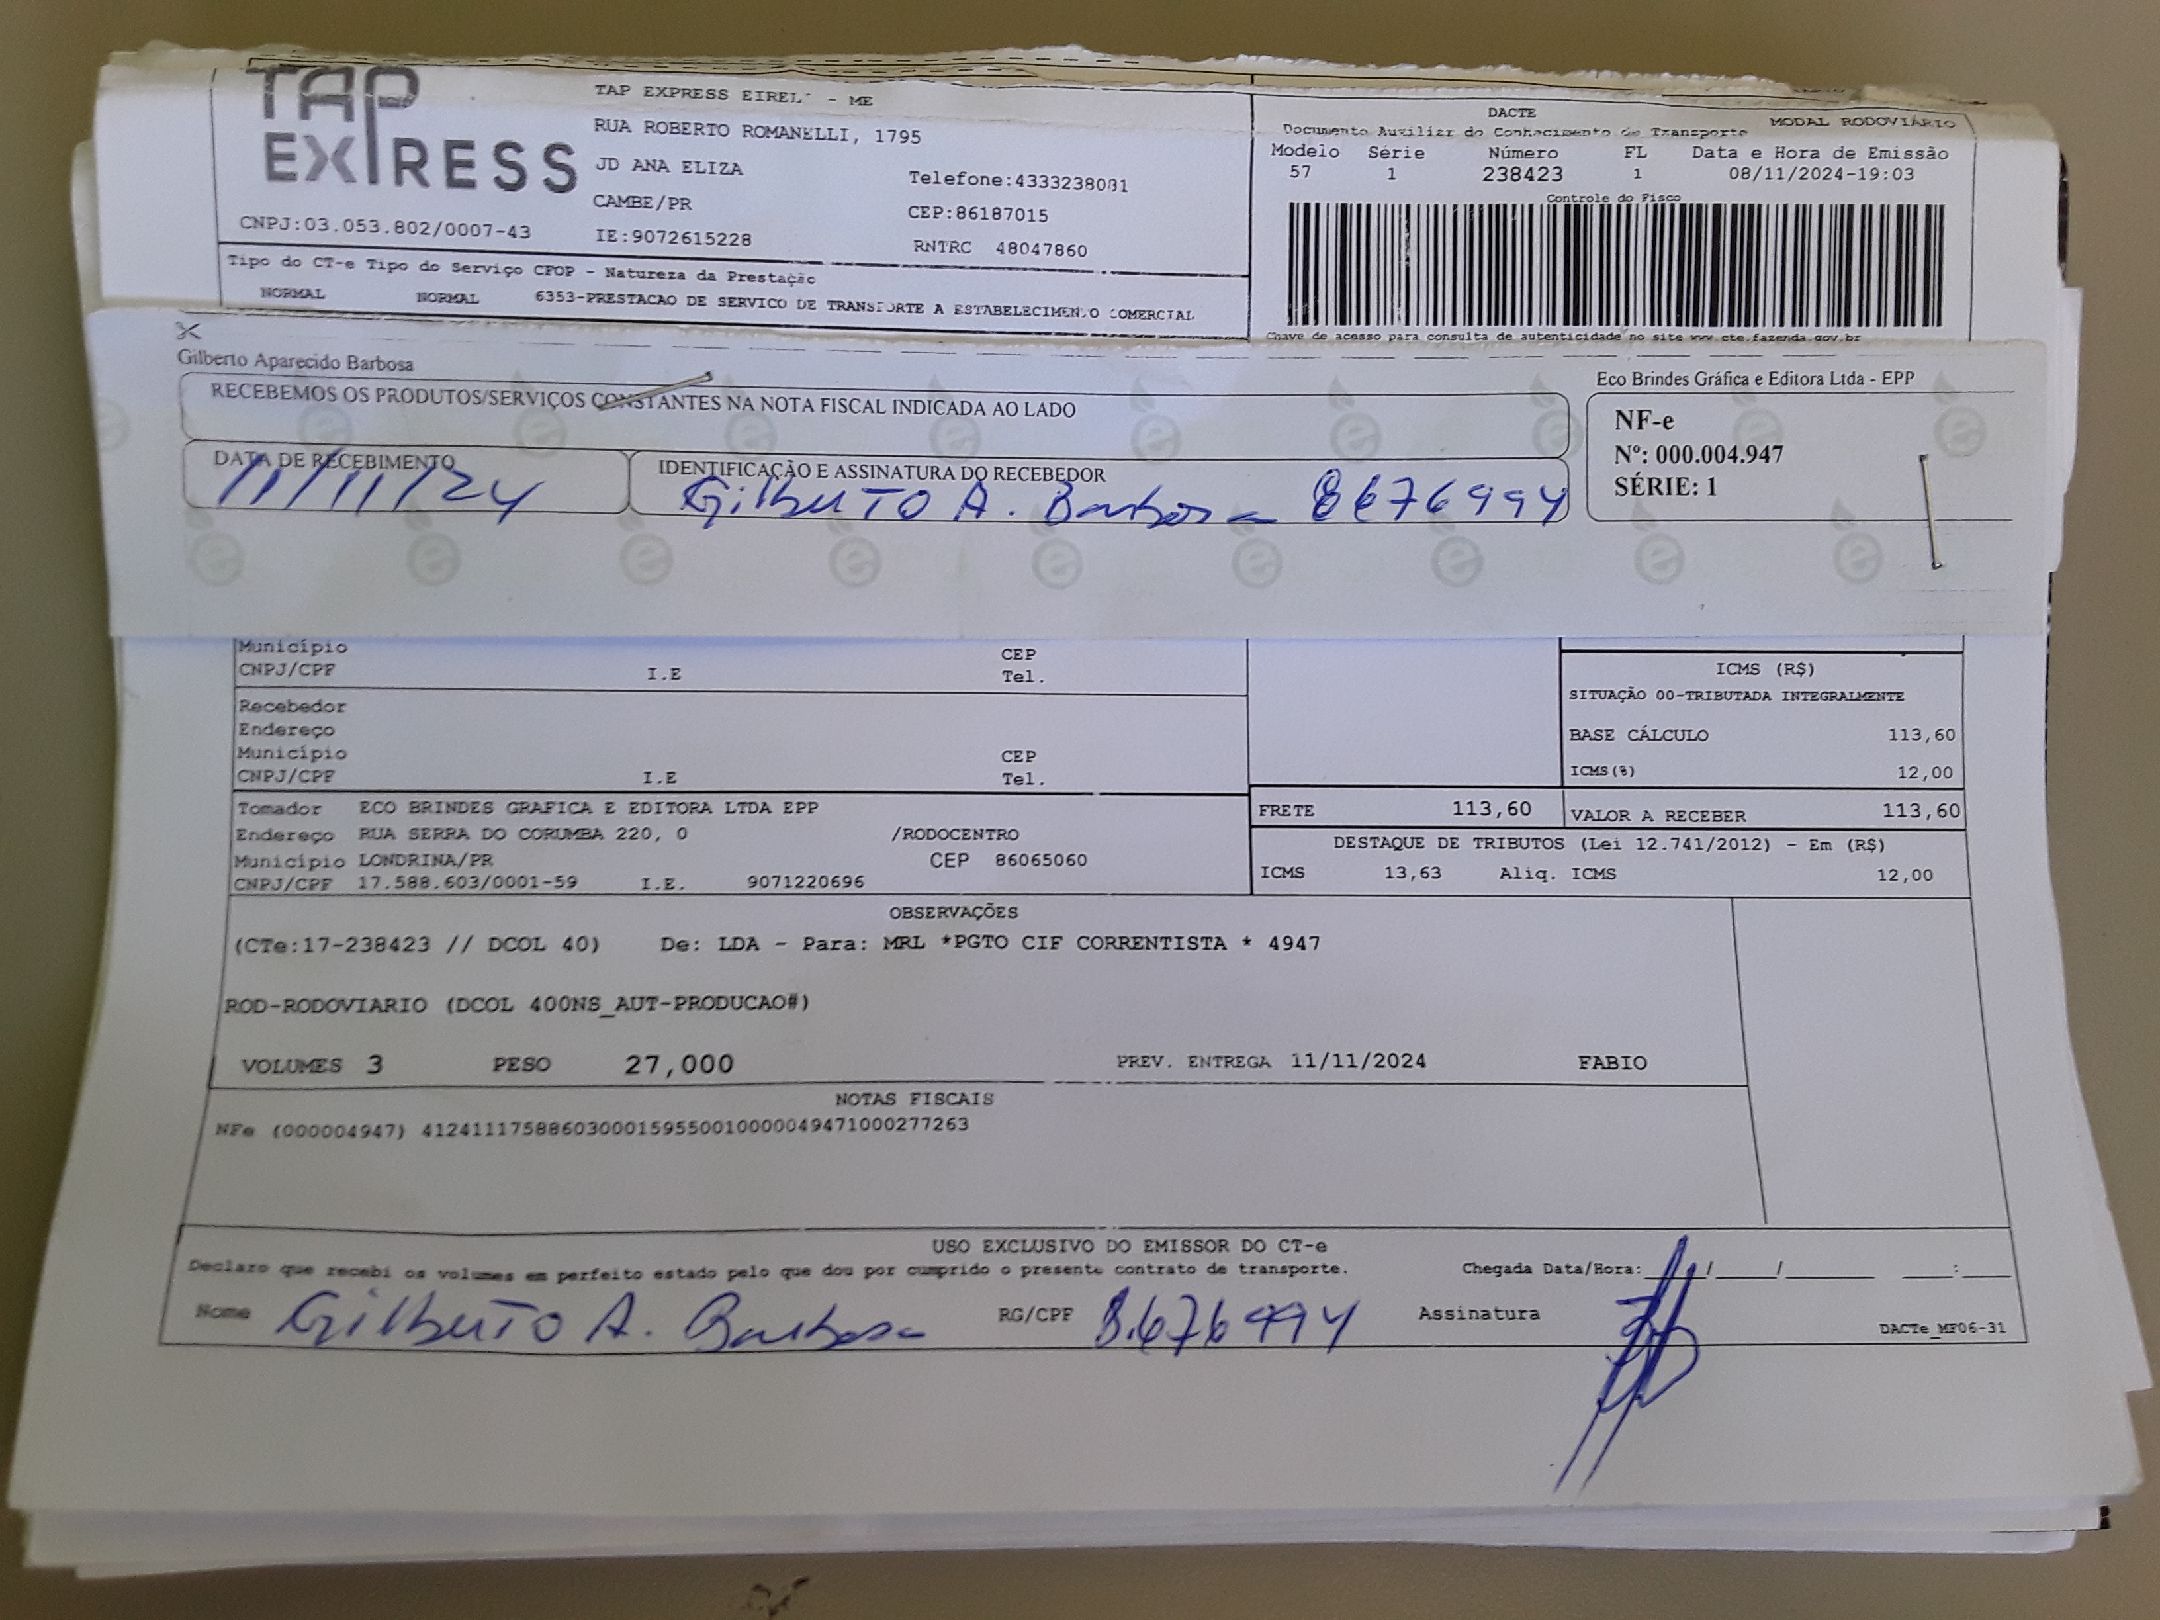 TAP
EXPRESS
TAP EXPRESS EIREL - ME
RUA ROBERTO ROMANELLI, 1795
JD ANA ELIZA
Telefone:4333238081
CAMBE/PR
CEP:86187015
CNPJ:03.053.802/0007-43
IE:9072615228
RNTRC 48047860
Tipo do CT-e Tipo do Serviço CFOP - Natureza da Prestação
NORMAL NORMAL 6353-PRESTACAO DE SERVICO DE TRANSPORTE A ESTABELECIMENTO COMERCIAL
DACTE
MODAL RODOVIÁRIO
Documento Auxiliar do Conhecimento de Transporte
Modelo Série Número FL Data e Hora de Emissão
57 1 238423 1 08/11/2024-19:03
Controle do Fisco
Chave de acesso para consulta de autenticidade no site www.cte.fazenda.gov.br
Gilberto Aparecido Barbosa
Eco Brindes Gráfica e Editora Ltda - EPP
RECEBEMOS OS PRODUTOS/SERVIÇOS CONSTANTES NA NOTA FISCAL INDICADA AO LADO
DATA DE RECEBIMENTO
11/11/24
IDENTIFICAÇÃO E ASSINATURA DO RECEBEDOR
Gilberto A. Barbosa 8676994
NF-e
Nº: 000.004.947
SÉRIE: 1
Município CEP
CNPJ/CPF I.E Tel.
Recebedor
Endereço
Município CEP
CNPJ/CPF I.E Tel.
ICMS (R$)
SITUAÇÃO 00-TRIBUTADA INTEGRALMENTE
BASE CÁLCULO 113,60
ICMS(%) 12,00
Tomador ECO BRINDES GRAFICA E EDITORA LTDA EPP
Endereço RUA SERRA DO CORUMBA 220, 0 /RODOCENTRO
Município LONDRINA/PR CEP 86065060
CNPJ/CPF 17.588.603/0001-59 I.E. 9071220696
FRETE 113,60 VALOR A RECEBER 113,60
DESTAQUE DE TRIBUTOS (Lei 12.741/2012) - Em (R$)
ICMS 13,63 Aliq. ICMS 12,00
OBSERVAÇÕES
(CTe:17-238423 // DCOL 40) De: LDA - Para: MRL *PGTO CIF CORRENTISTA * 4947
ROD-RODOVIARIO (DCOL 400NS_AUT-PRODUCAO#)
VOLUMES 3 PESO 27,000 PREV. ENTREGA 11/11/2024 FABIO
NOTAS FISCAIS
NFe (000004947) 41241117588603000159550010000049471000277263
USO EXCLUSIVO DO EMISSOR DO CT-e
Declaro que recebi os volumes em perfeito estado pelo que dou por cumprido o presente contrato de transporte.
Chegada Data/Hora:___/___/_____ ___:___
Nome Gilberto A. Barbosa RG/CPF 8.676994 Assinatura
DACTe_MF06-31